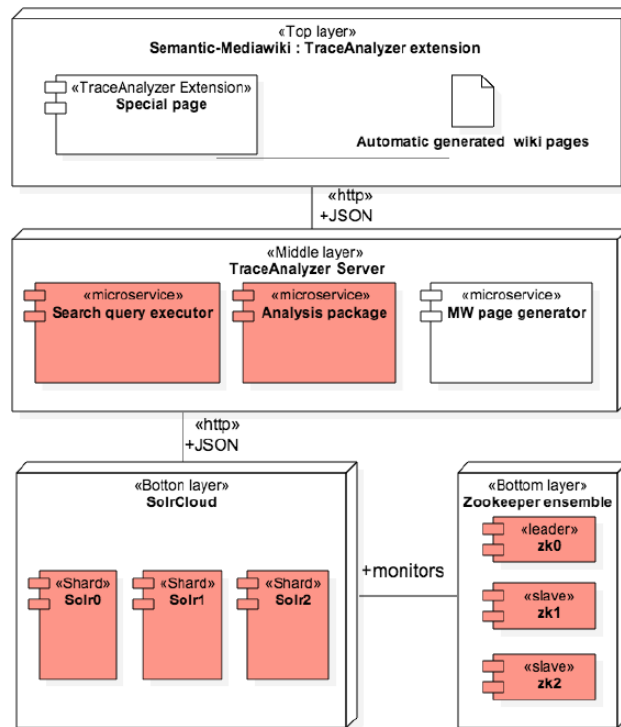 «Top layer»
Semantic-Mediawiki : TraceAnalyzer extension
«TraceAnalyzer Extension»
Special page
Automatic generated wiki pages
«http»
+JSON
«Middle layer»
TraceAnalyzer Server
«microservice»
Search query executor
«microservice»
Analysis package
«microservice»
MW page generator
«http»
+JSON
«Botton layer»
SolrCloud
«Shard»
Solr0
«Shard»
Solr1
«Shard»
Solr2
+monitors
«Bottom layer»
Zookeeper ensemble
«leader»
zk0
«slave»
zk1
«slave»
zk2